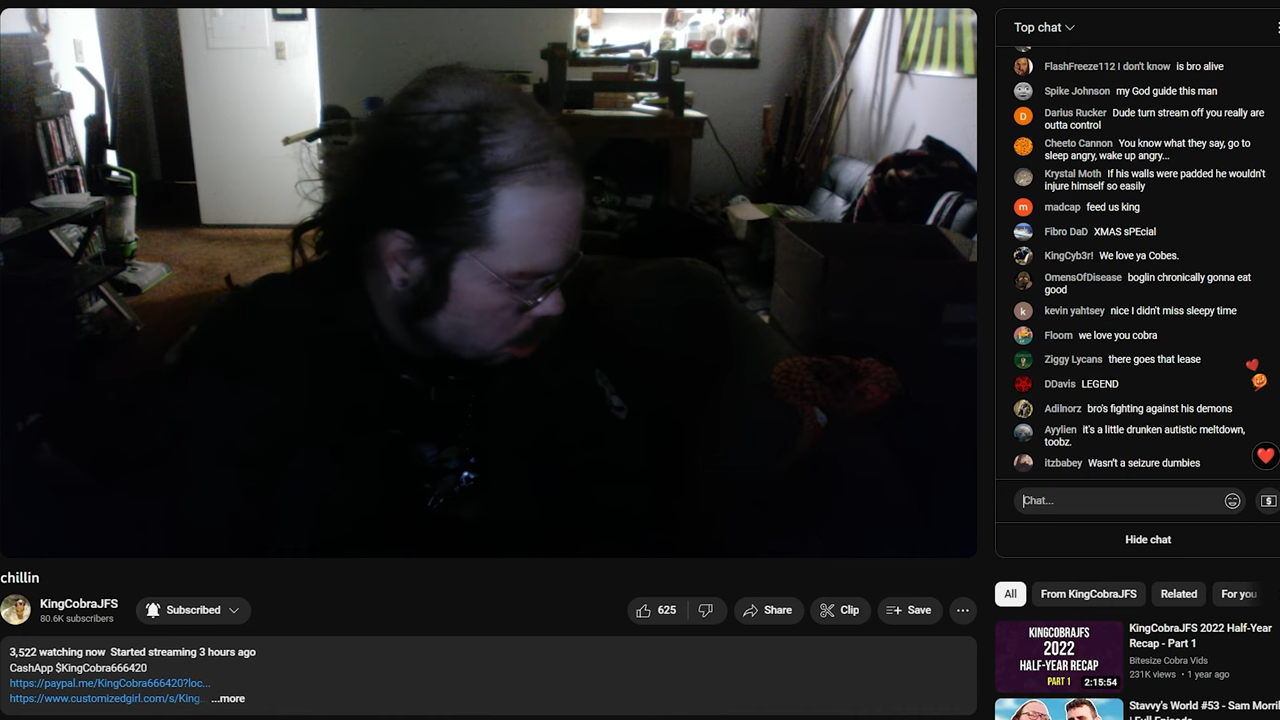 Top chat
FlashFreeze112 I don't know is bro alive
Spike Johnson my God guide this man
Darius Rucker Dude turn stream off you really are
outta control
Cheeto Cannon You know what they say, go to
sleep angry, wake up angry...
Krystal Moth If his walls were padded he wouldn't
injure himself so easily
m
madcap feed us king
Fibro DaD XMAS sPEcial
KingCyb3r! We love ya Cobes.
OmensOfDisease boglin chronically gonna eat
good
k
kevin yahtsey nice I didn't miss sleepy time
Floom we love you cobra
Ziggy Lycans there goes that lease
DDavis LEGEND
Adilnorz bro's fighting against his demons
Ayylien it's a little drunken autistic meltdown,
toobz.
itzbabey Wasn't a seizure dumbies
Chat...
Hide chat
chillin
KingCobraJFS
80.6K subscribers
Subscribed
625
Share
Clip
Save
3,522 watching now Started streaming 3 hours ago
CashApp $KingCobra666420
https://paypal.me/KingCobra666420?loc...
https://www.customizedgirl.com/s/King... ...more
All
From KingCobraJFS
Related
For you
KINGCOBRAJFS
2022
HALF-YEAR RECAP
PART 1
2:15:54
KingCobraJFS 2022 Half-Year
Recap - Part 1
Bitesize Cobra Vids
231K views • 1 year ago
Stavvy's World #53 - Sam Morri